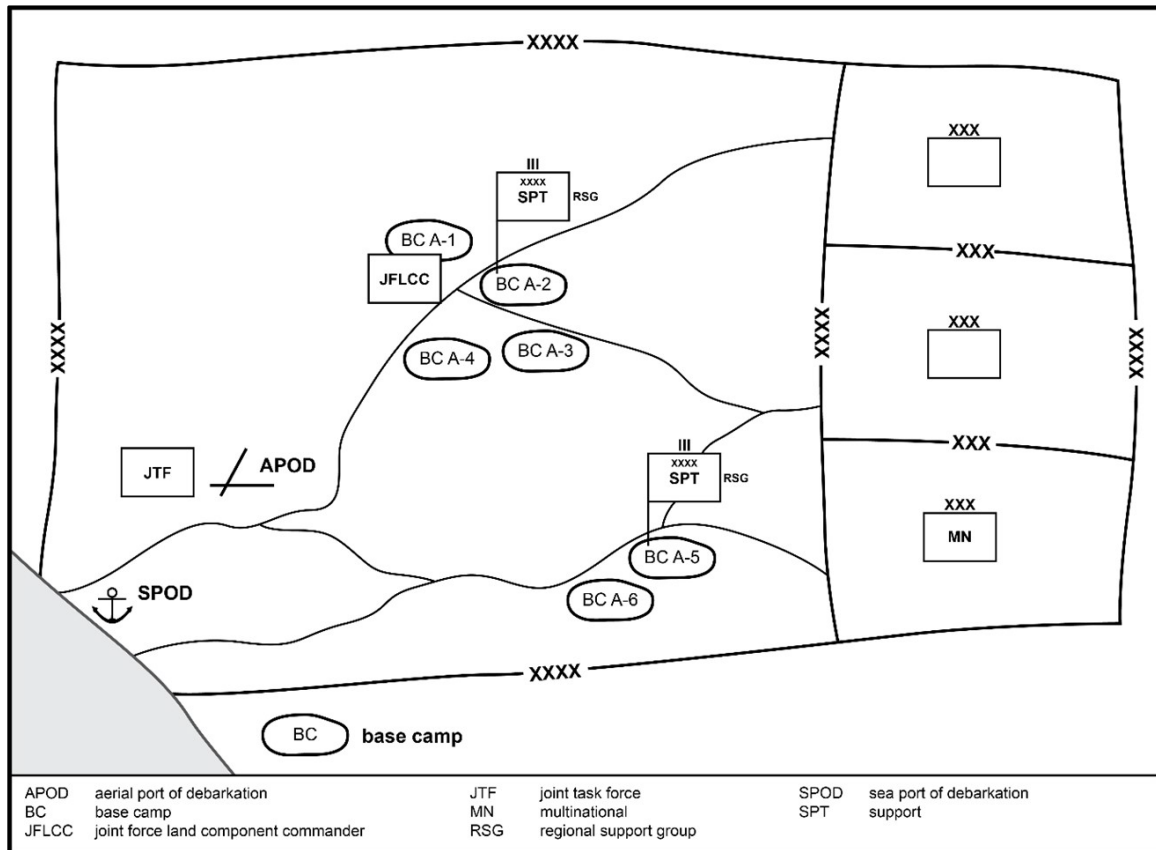 XXXX
XXX
III
XXXX
SPT
RSG
BC A-1
JFLCC
BC A-2
XXX
XXXX
XXXX
XXXX
XXX
BC A-4
BC A-3
XXX
III
XXXX
SPT
RSG
JTF
APOD
XXX
MN
BC A-5
BC A-6
SPOD
XXXX
BC
base camp
APOD aerial port of debarkation
BC base camp
JFLCC joint force land component commander
JTF joint task force
MN multinational
RSG regional support group
SPOD sea port of debarkation
SPT support